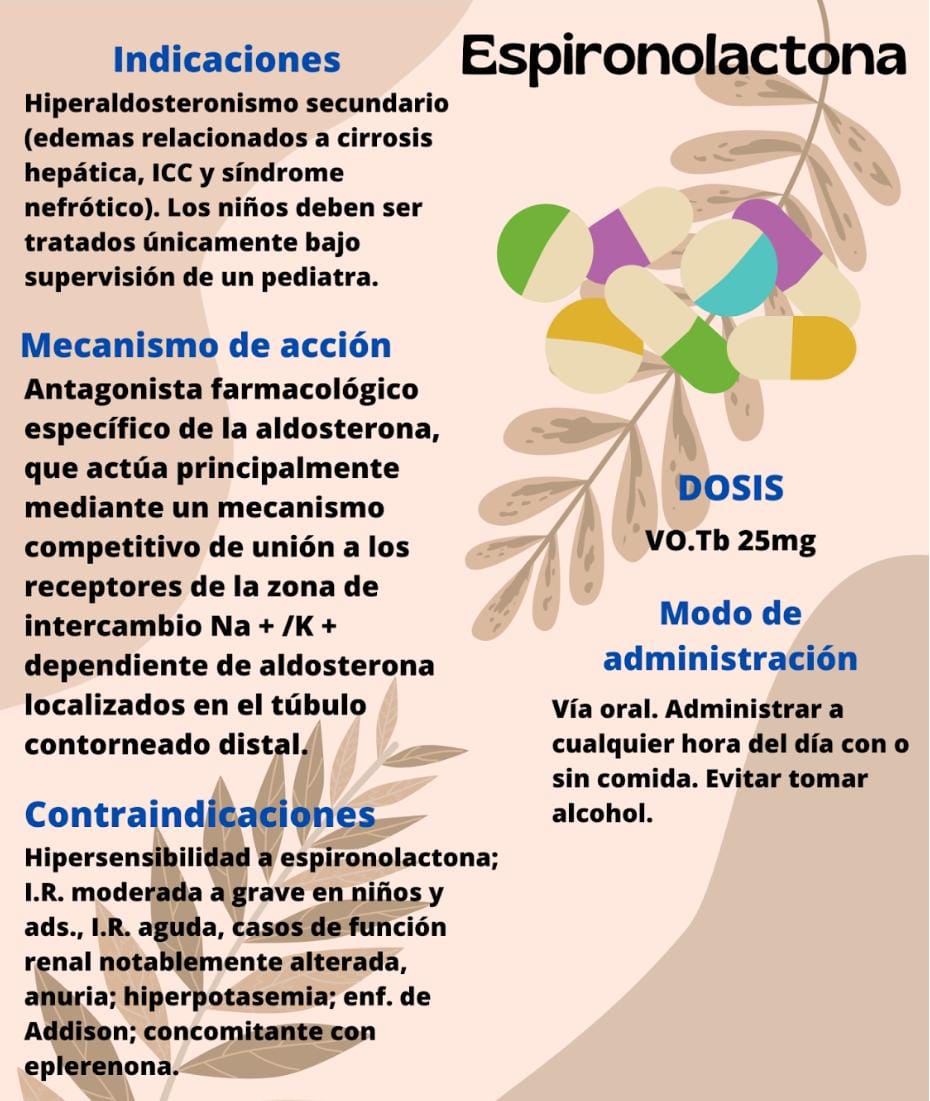 Espironolactona
Indicaciones
Hiperaldosteronismo secundario
(edemas relacionados a cirrosis
hepática, ICC y síndrome
nefrótico). Los niños deben ser
tratados únicamente bajo
supervisión de un pediatra.
Mecanismo de acción
Antagonista farmacológico
específico de la aldosterona,
que actúa principalmente
mediante un mecanismo
competitivo de unión a los
receptores de la zona de
intercambio Na + /K +
dependiente de aldosterona
localizados en el túbulo
contorneado distal.
Contraindicaciones
Hipersensibilidad a espironolactona;
I.R. moderada a grave en niños y
ads., I.R. aguda, casos de función
renal notablemente alterada,
anuria; hiperpotasemia; enf. de
Addison; concomitante con
eplerenona.
DOSIS
VO.Tb 25mg
Modo de
administración
Vía oral. Administrar a
cualquier hora del día con o
sin comida. Evitar tomar
alcohol.